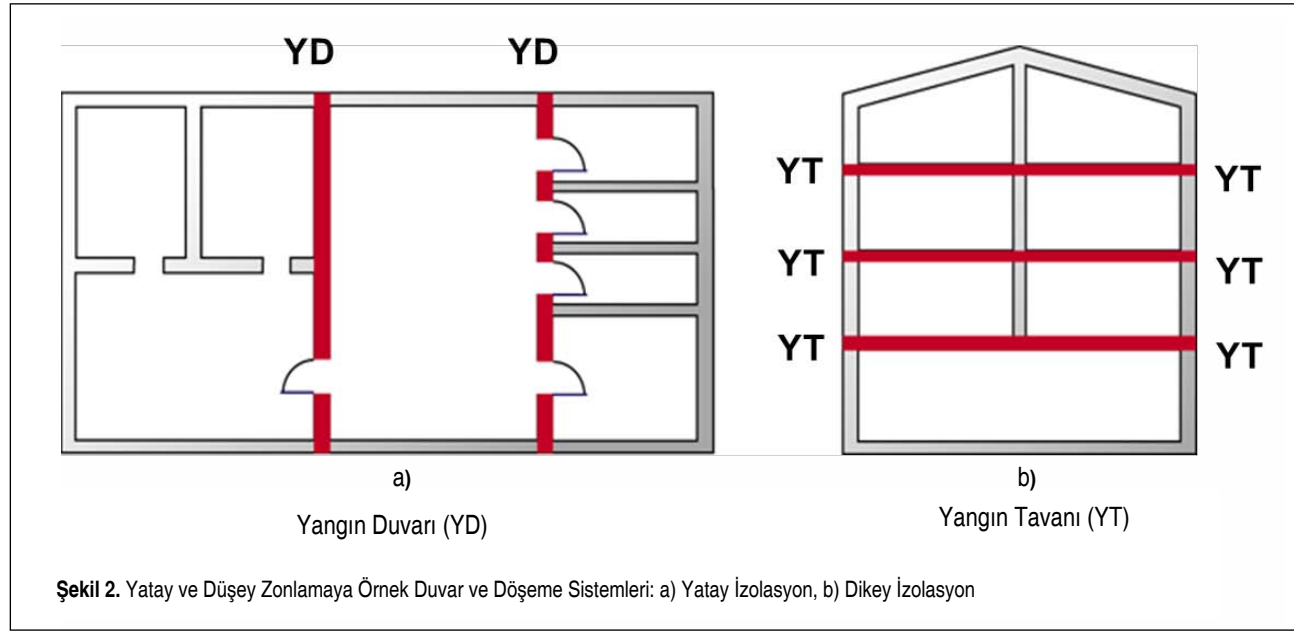 YD YD
YT YT
YT YT
YT YT
a)
Yangın Duvarı (YD)
b)
Yangın Tavanı (YT)
Şekil 2. Yatay ve Düşey Zonlamaya Örnek Duvar ve Döşeme Sistemleri: a) Yatay İzolasyon, b) Dikey İzolasyon